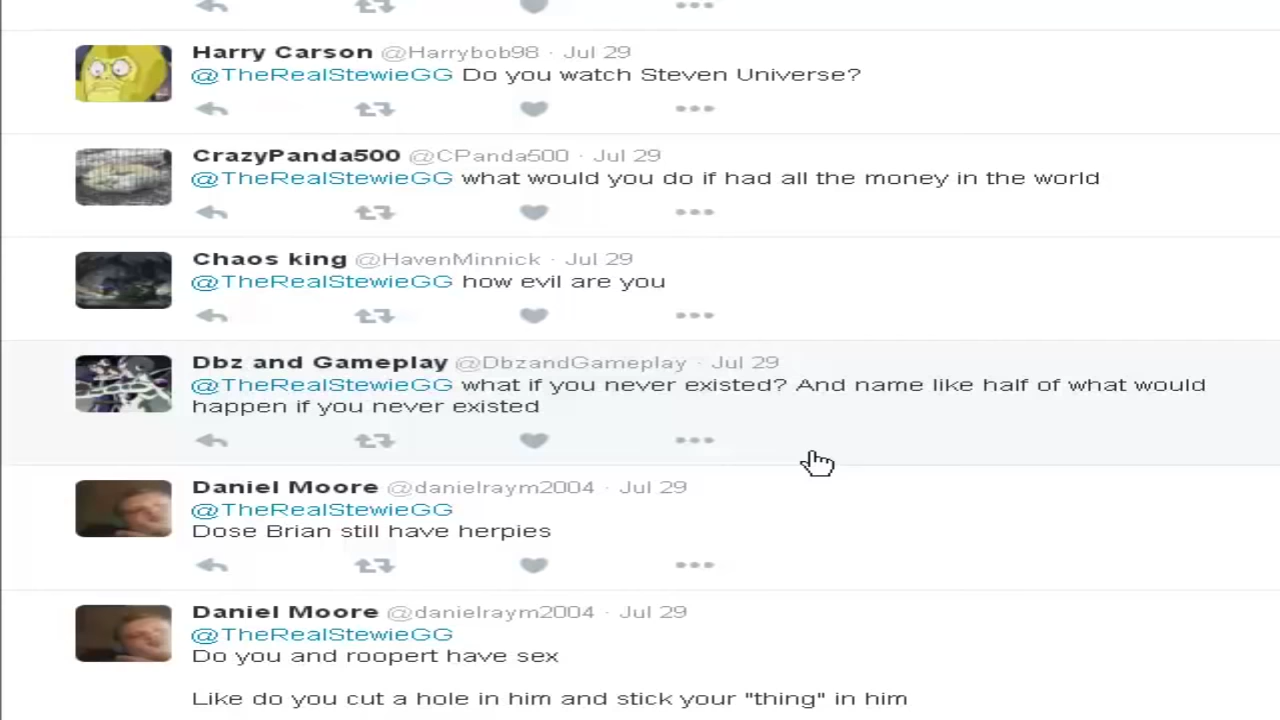 Harry Carson @Harrybob98 · Jul 29
@TheRealStewieGG Do you watch Steven Universe?
CrazyPanda500 @CPanda500 · Jul 29
@TheRealStewieGG what would you do if had all the money in the world
Chaos king @HavenMinnick · Jul 29
@TheRealStewieGG how evil are you
Dbz and Gameplay @DbzandGameplay · Jul 29
@TheRealStewieGG what if you never existed? And name like half of what would
happen if you never existed
Daniel Moore @danielraym2004 · Jul 29
@TheRealStewieGG
Dose Brian still have herpies
Daniel Moore @danielraym2004 · Jul 29
@TheRealStewieGG
Do you and roopert have sex
Like do you cut a hole in him and stick your "thing" in him